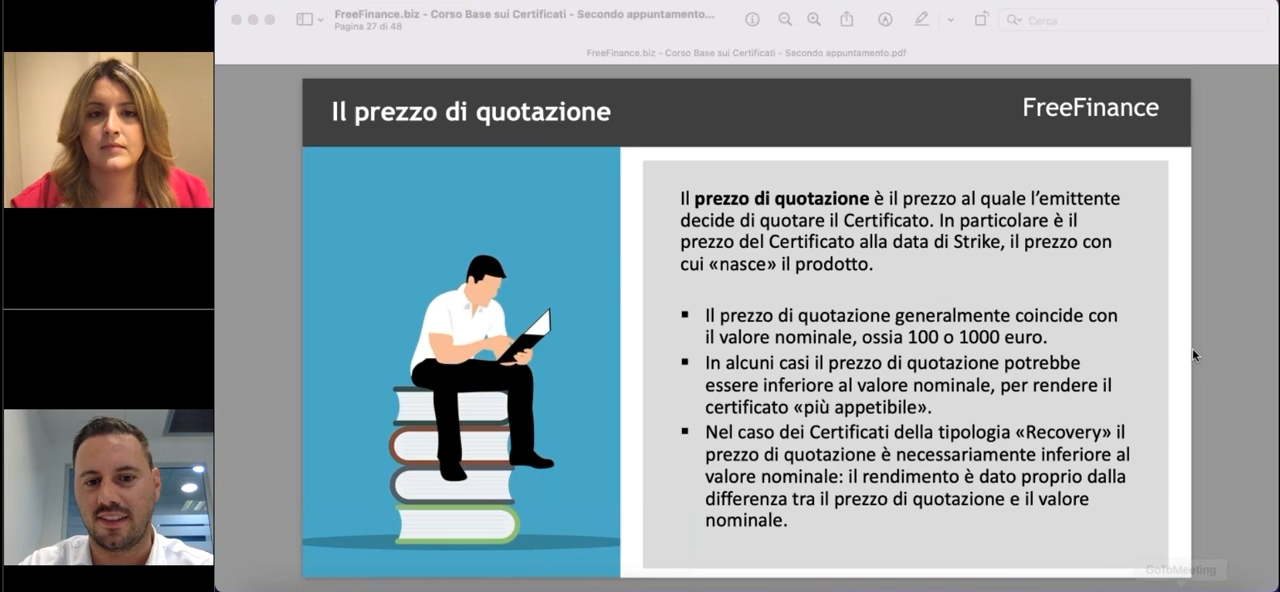 FreeFinance.biz - Corso Base sui Certificati - Secondo appuntamento...
Pagina 27 di 48
Cerca
FreeFinance.biz - Corso Base sui Certificati - Secondo appuntamento.pdf
Il prezzo di quotazione
FreeFinance
Il prezzo di quotazione è il prezzo al quale l'emittente
decide di quotare il Certificato. In particolare è il
prezzo del Certificato alla data di Strike, il prezzo con
cui «nasce» il prodotto.
▪ Il prezzo di quotazione generalmente coincide con
il valore nominale, ossia 100 o 1000 euro.
▪ In alcuni casi il prezzo di quotazione potrebbe
essere inferiore al valore nominale, per rendere il
certificato «più appetibile».
▪ Nel caso dei Certificati della tipologia «Recovery» il
prezzo di quotazione è necessariamente inferiore al
valore nominale: il rendimento è dato proprio dalla
differenza tra il prezzo di quotazione e il valore
nominale.
GoToMeeting